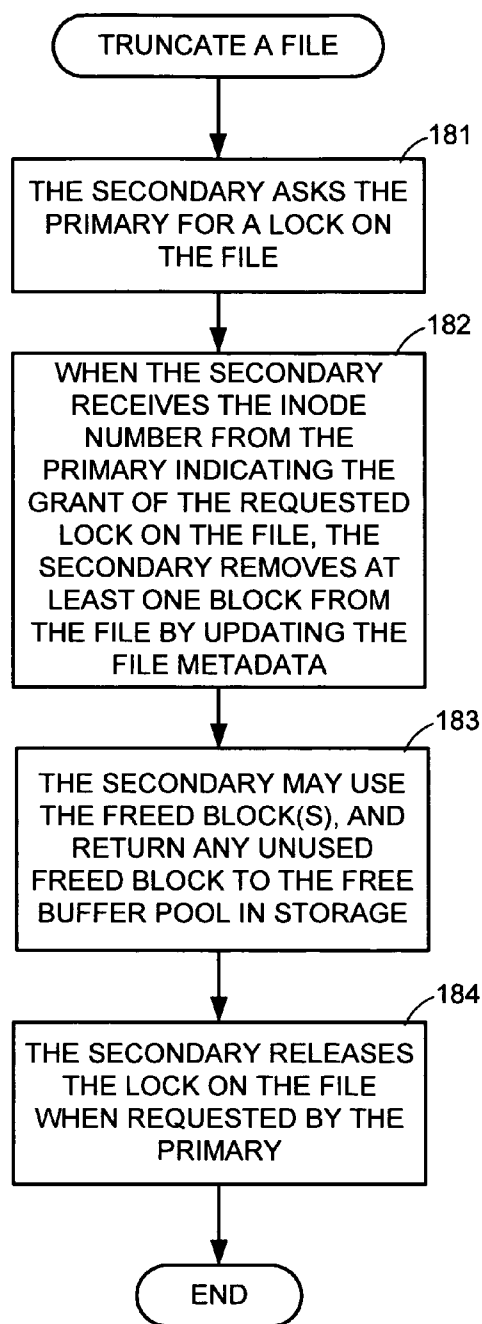 TRUNCATE A FILE
181
THE SECONDARY ASKS THE
PRIMARY FOR A LOCK ON
THE FILE
182
WHEN THE SECONDARY
RECEIVES THE INODE
NUMBER FROM THE
PRIMARY INDICATING THE
GRANT OF THE REQUESTED
LOCK ON THE FILE, THE
SECONDARY REMOVES AT
LEAST ONE BLOCK FROM
THE FILE BY UPDATING THE
FILE METADATA
183
THE SECONDARY MAY USE
THE FREED BLOCK(S), AND
RETURN ANY UNUSED
FREED BLOCK TO THE FREE
BUFFER POOL IN STORAGE
184
THE SECONDARY RELEASES
THE LOCK ON THE FILE
WHEN REQUESTED BY THE
PRIMARY
END